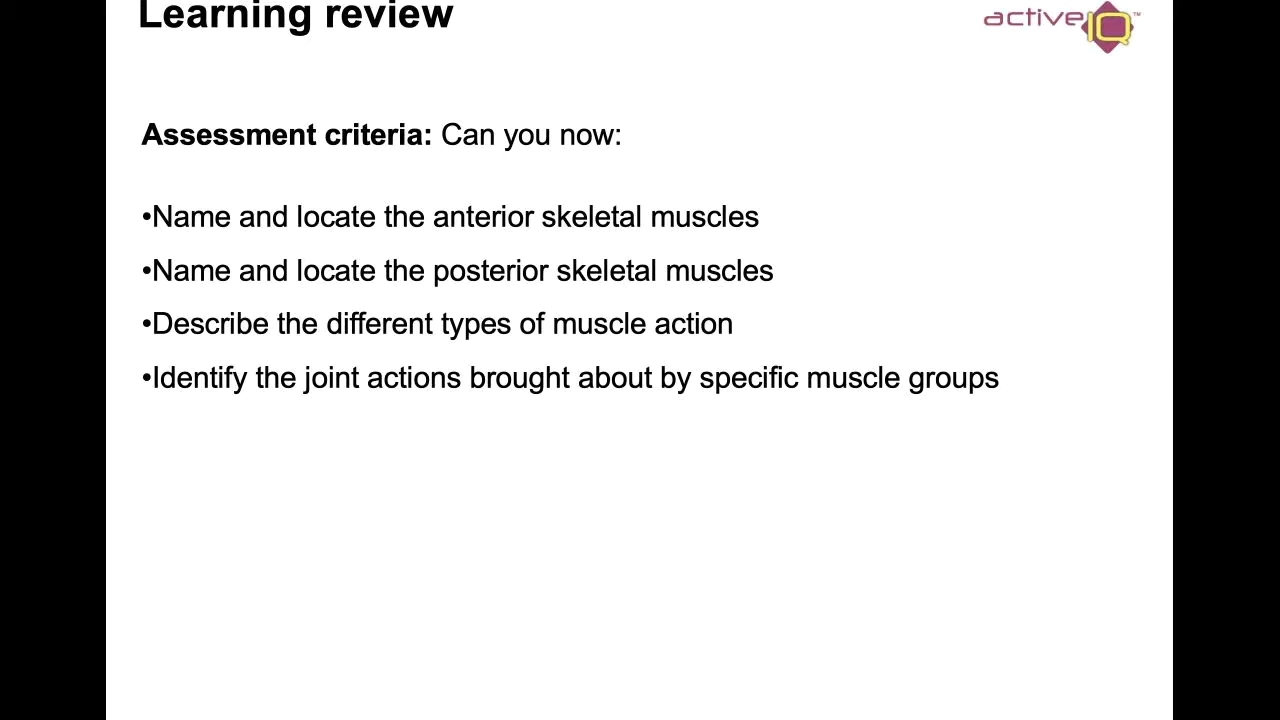 Learning review
active IQ™
Assessment criteria: Can you now:
•Name and locate the anterior skeletal muscles
•Name and locate the posterior skeletal muscles
•Describe the different types of muscle action
•Identify the joint actions brought about by specific muscle groups